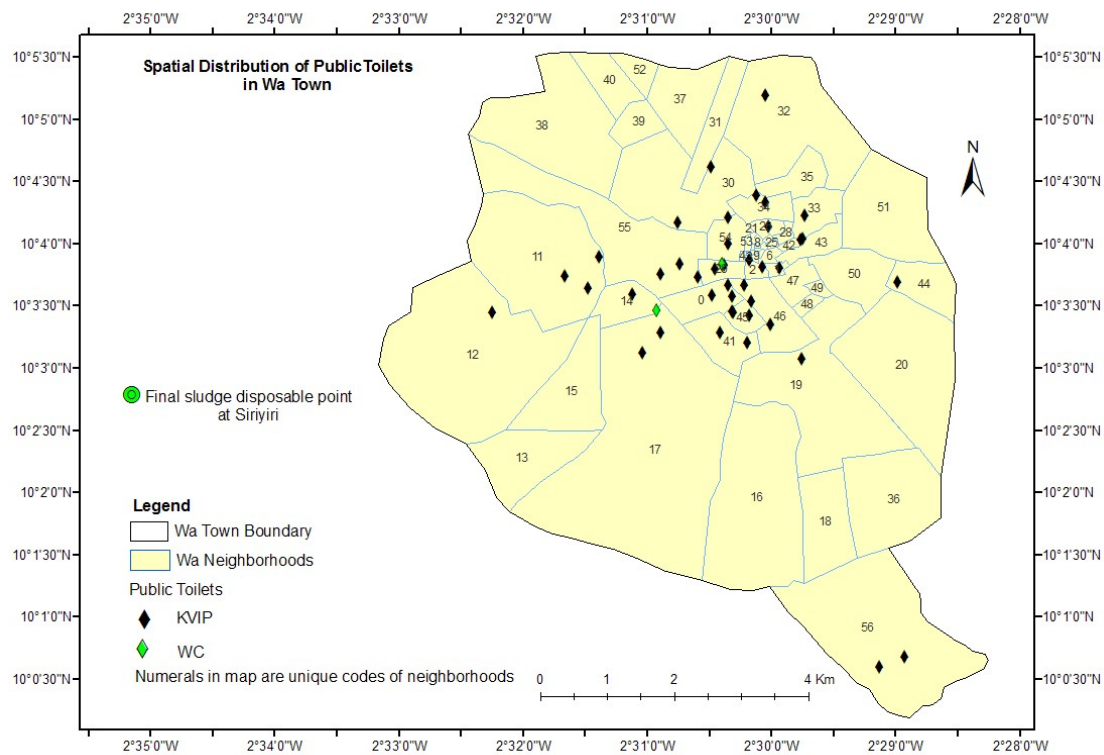 2°35'0"W 2°34'0"W 2°33'0"W 2°32'0"W 2°31'0"W 2°30'0"W 2°29'0"W 2°28'0"W
10°5'30"N 10°5'30"N
Spatial Distribution of Public Toilets
in Wa Town
52
40
37
32
31
39
38
10°5'0"N 10°5'0"N
N
35
30
10°4'30"N 10°4'30"N
34
33
51
55
21
28
54
10°4'0"N 10°4'0"N
53 8 25 42 43
11
9 6
2
50
47
44
49
10°3'30"N 10°3'30"N
14
0
48
45
46
41
12
10°3'0"N 10°3'0"N
20
19
15
Final sludge disposable point
at Siriyiri
10°2'30"N 10°2'30"N
17
13
10°2'0"N 10°2'0"N
16
36
18
Legend
Wa Town Boundary
10°1'30"N 10°1'30"N
Wa Neighborhoods
Public Toilets
10°1'0"N 10°1'0"N
KVIP
56
WC
Numerals in map are unique codes of neighborhoods
0 1 2 4 Km
10°0'30"N 10°0'30"N
2°35'0"W 2°34'0"W 2°33'0"W 2°32'0"W 2°31'0"W 2°30'0"W 2°29'0"W 2°28'0"W